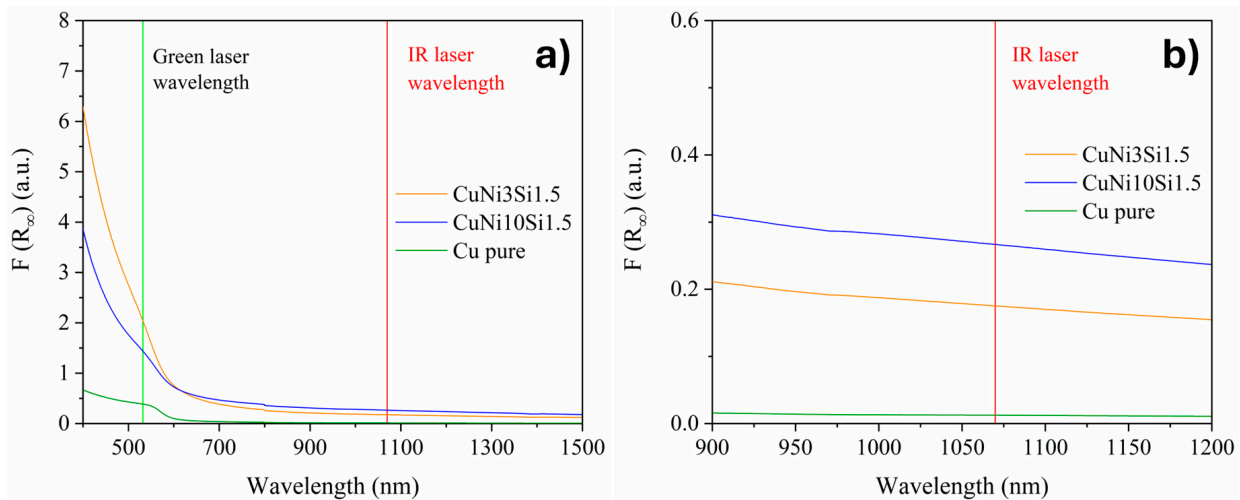 a)
Green laser
wavelength
IR laser
wavelength
CuNi3Si1.5
CuNi10Si1.5
Cu pure
F (R∞) (a.u.)
8
7
6
5
4
3
2
1
0
500 700 900 1100 1300 1500
Wavelength (nm)
b)
IR laser
wavelength
CuNi3Si1.5
CuNi10Si1.5
Cu pure
F (R∞) (a.u.)
0.6
0.4
0.2
0.0
900 950 1000 1050 1100 1150 1200
Wavelength (nm)